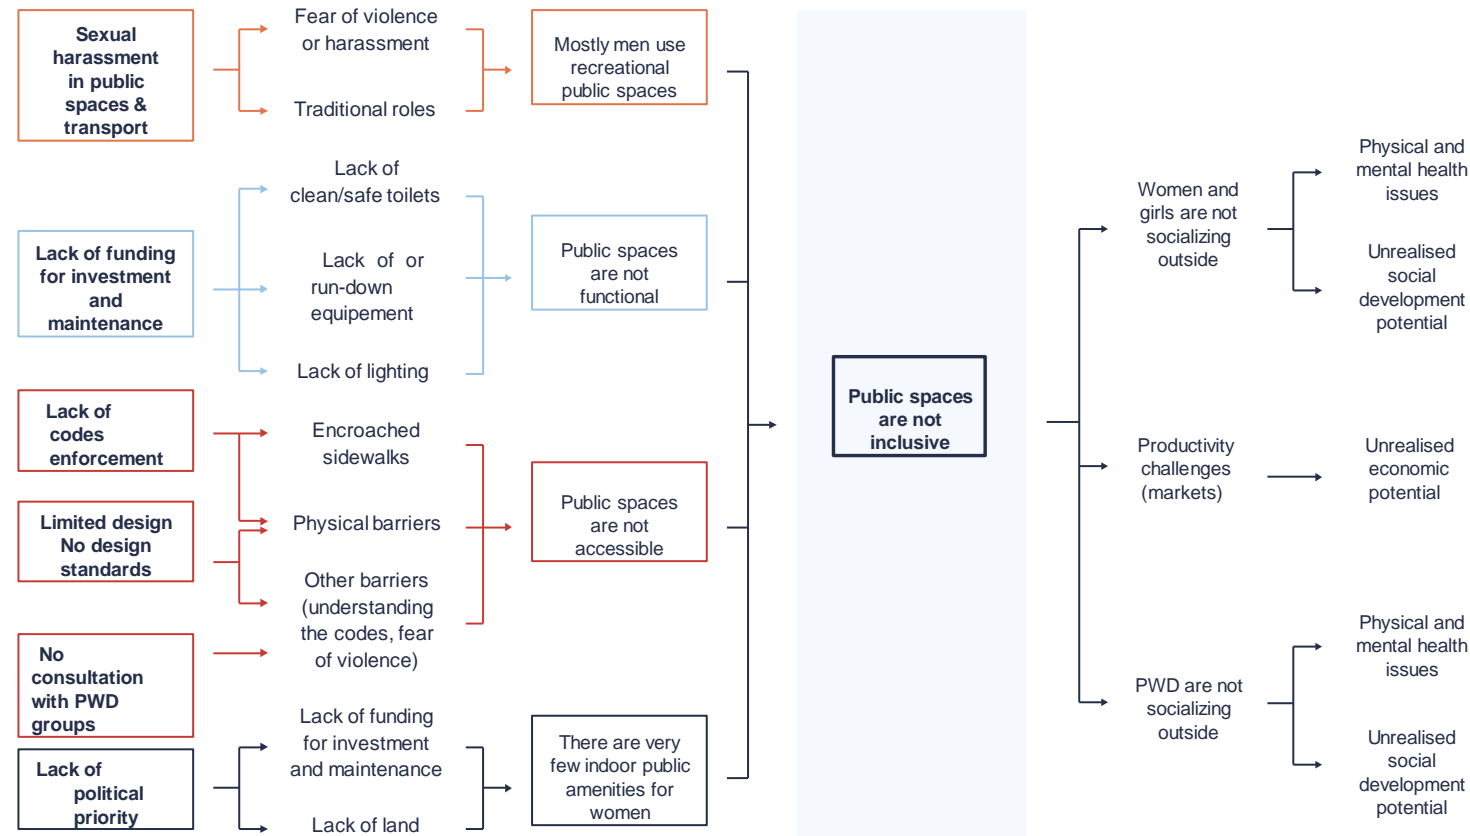 Sexual
harassment
in public
spaces &
transport
Fear of violence
or harassment
Traditional roles
Mostly men use
recreational
public spaces
Lack of funding
for investment
and
maintenance
Lack of
clean/safe toilets
Lack of or
run-down
equipement
Lack of lighting
Public spaces
are not
functional
Lack of
codes
enforcement
Limited design
No design
standards
No
consultation
with PWD
groups
Encroached
sidewalks
Physical barriers
Other barriers
(understanding
the codes, fear
of violence)
Public spaces
are not
accessible
Lack of
political
priority
Lack of funding
for investment
and maintenance
Lack of land
There are very
few indoor public
amenities for
women
Public spaces
are not
inclusive
Women and
girls are not
socializing
outside
Physical and
mental health
issues
Unrealised
social
development
potential
Productivity
challenges
(markets)
Unrealised
economic
potential
PWD are not
socializing
outside
Physical and
mental health
issues
Unrealised
social
development
potential